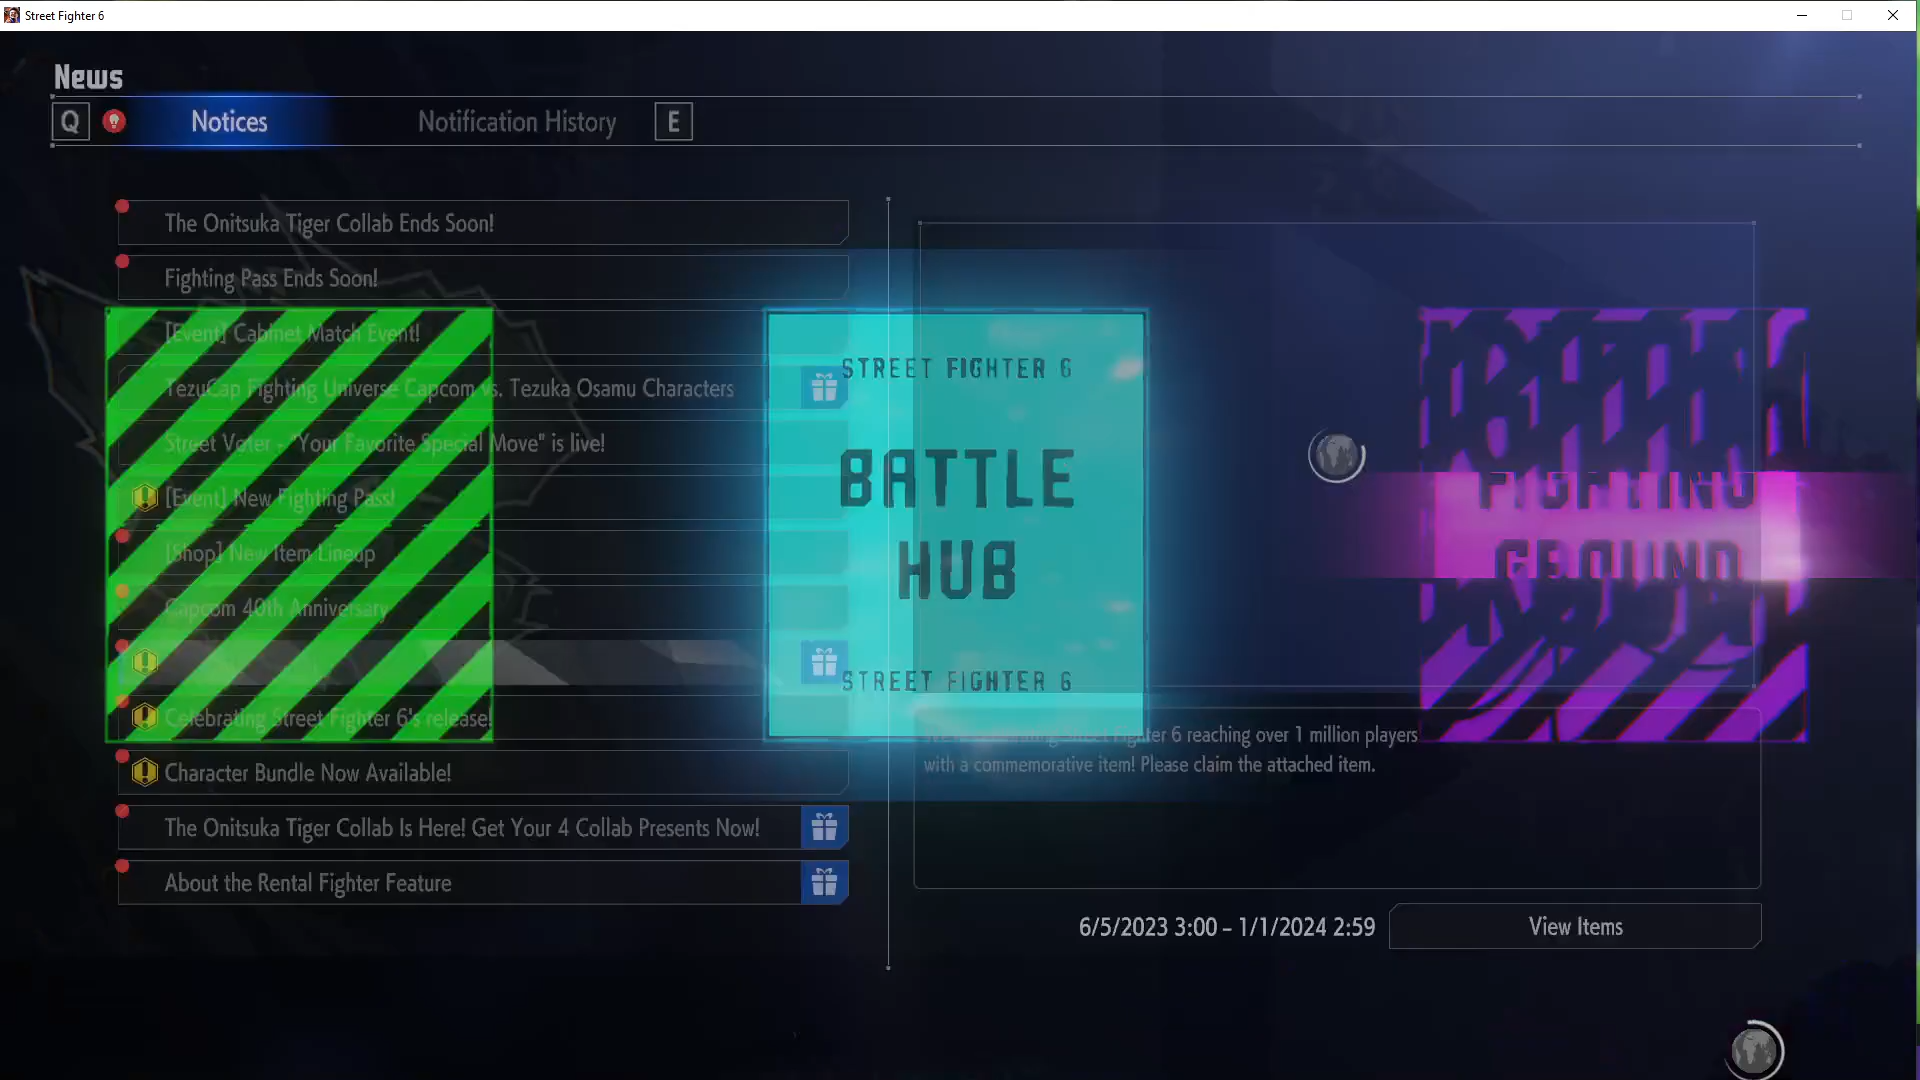 Street Fighter 6
News
Q
Notices
Notification History
E
The Onitsuka Tiger Collab Ends Soon!
Fighting Pass Ends Soon!
[Event] Cabinet Match Event!
TezuCap Fighting Universe Capcom vs. Tezuka Osamu Characters
Street Voter - "Your Favorite Special Move" is live!
[Event] New Fighting Pass!
[Shop] New Item Lineup
Capcom 40th Anniversary
Celebrating Street Fighter 6's release!
Character Bundle Now Available!
The Onitsuka Tiger Collab Is Here! Get Your 4 Collab Presents Now!
About the Rental Fighter Feature
STREET FIGHTER 6
BATTLE
HUB
STREET FIGHTER 6
FIGHTING
GROUND
Street Fighter 6 reaching over 1 million players
with a commemorative item! Please claim the attached item.
6/5/2023 3:00 – 1/1/2024 2:59
View Items